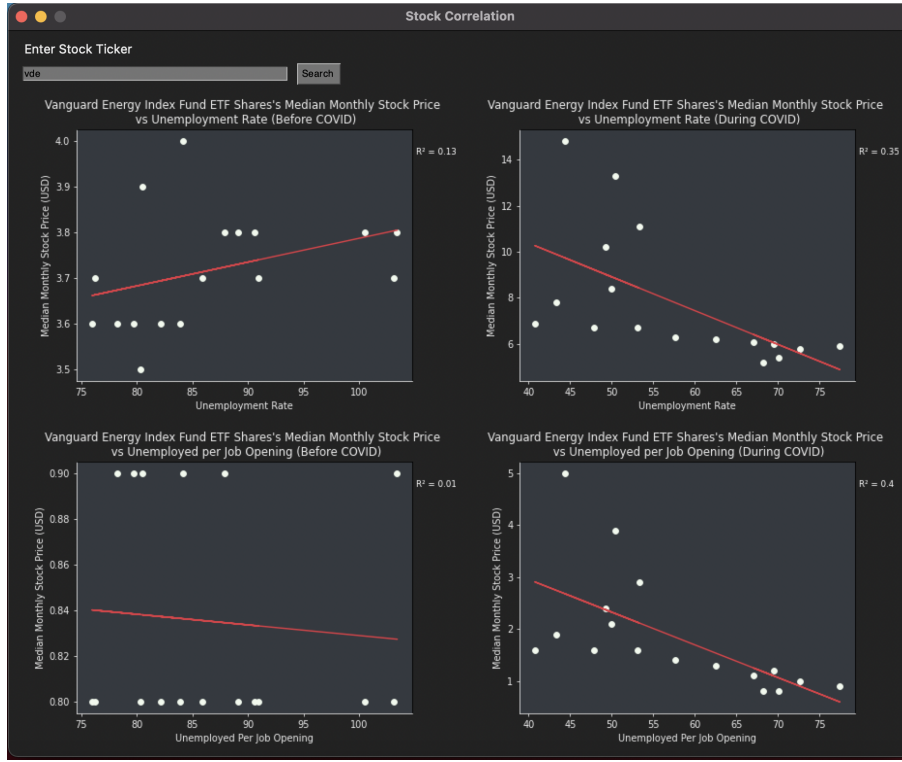 Stock Correlation
Enter Stock Ticker
vde
Search
Vanguard Energy Index Fund ETF Shares's Median Monthly Stock Price
vs Unemployment Rate (Before COVID)
R² = 0.13
Median Monthly Stock Price (USD)
4.0
3.9
3.8
3.7
3.6
3.5
75 80 85 90 95 100
Unemployment Rate
Vanguard Energy Index Fund ETF Shares's Median Monthly Stock Price
vs Unemployment Rate (During COVID)
R² = 0.35
Median Monthly Stock Price (USD)
14
12
10
8
6
40 45 50 55 60 65 70 75
Unemployment Rate
Vanguard Energy Index Fund ETF Shares's Median Monthly Stock Price
vs Unemployed per Job Opening (Before COVID)
R² = 0.01
Median Monthly Stock Price (USD)
0.90
0.88
0.86
0.84
0.82
0.80
75 80 85 90 95 100
Unemployed Per Job Opening
Vanguard Energy Index Fund ETF Shares's Median Monthly Stock Price
vs Unemployed per Job Opening (During COVID)
R² = 0.4
Median Monthly Stock Price (USD)
5
4
3
2
1
40 45 50 55 60 65 70 75
Unemployed Per Job Opening